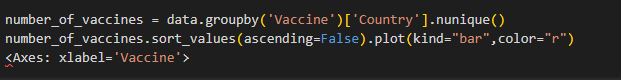 number_of_vaccines = data.groupby('Vaccine')['Country'].nunique()
number_of_vaccines.sort_values(ascending=False).plot(kind="bar",color="r")
<Axes: xlabel='Vaccine'>